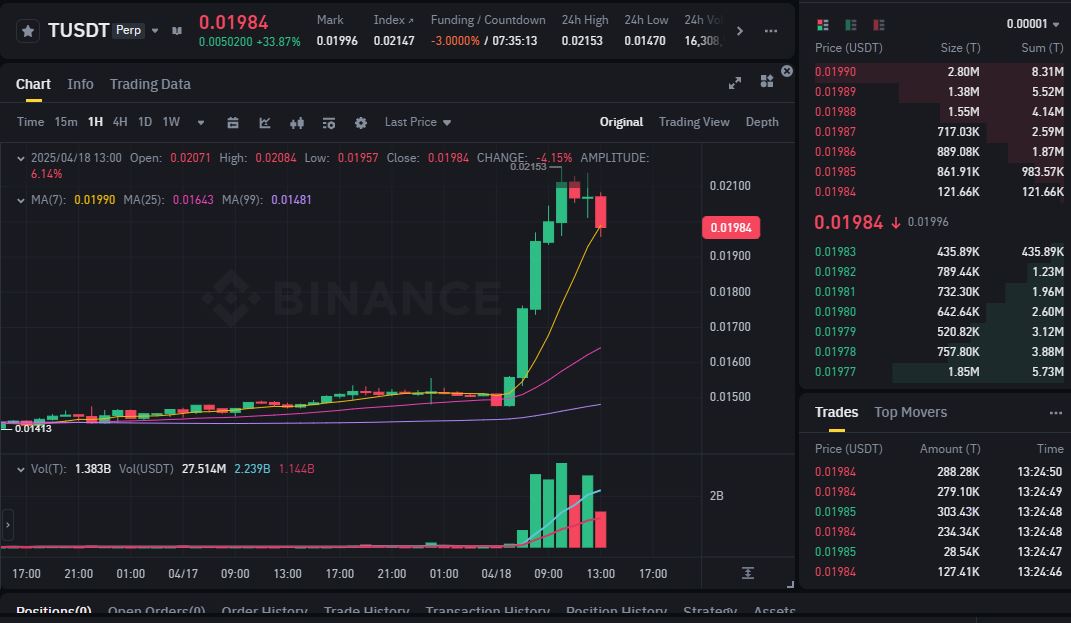 TUSDT Perp
0.01984
0.0050200 +33.87%
Mark
0.01996
Index
0.02147
Funding / Countdown
-3.0000% / 07:35:13
24h High
0.02153
24h Low
0.01470
24h Vol
16,308,
Chart Info Trading Data
Time 15m 1H 4H 1D 1W Last Price Original Trading View Depth
2025/04/18 13:00 Open: 0.02071 High: 0.02084 Low: 0.01957 Close: 0.01984 CHANGE: -4.15% AMPLITUDE:
6.14%
MA(7): 0.01990 MA(25): 0.01643 MA(99): 0.01481
0.02153
0.02100
0.01984
0.01900
0.01800
0.01700
0.01600
0.01500
BINANCE
0.01413
Vol(T): 1.383B Vol(USDT) 27.514M 2.239B 1.144B
2B
17:00 21:00 01:00 04/17 09:00 13:00 17:00 21:00 01:00 04/18 09:00 13:00 17:00
Positions(0) Open Orders(0) Order History Trade History Transaction History Position History Strategy Assets
0.00001
Price (USDT) Size (T) Sum (T)
0.01990 2.80M 8.31M
0.01989 1.38M 5.52M
0.01988 1.55M 4.14M
0.01987 717.03K 2.59M
0.01986 889.08K 1.87M
0.01985 861.91K 983.57K
0.01984 121.66K 121.66K
0.01984 0.01996
0.01983 435.89K 435.89K
0.01982 789.44K 1.23M
0.01981 732.30K 1.96M
0.01980 642.64K 2.60M
0.01979 520.82K 3.12M
0.01978 757.80K 3.88M
0.01977 1.85M 5.73M
Trades Top Movers
Price (USDT) Amount (T) Time
0.01984 288.28K 13:24:50
0.01984 279.10K 13:24:49
0.01985 303.43K 13:24:48
0.01984 234.34K 13:24:48
0.01985 28.54K 13:24:47
0.01984 127.41K 13:24:46